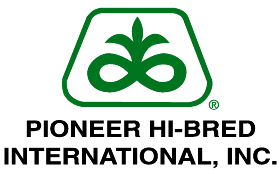 ®
PIONEER HI-BRED
INTERNATIONAL, INC.